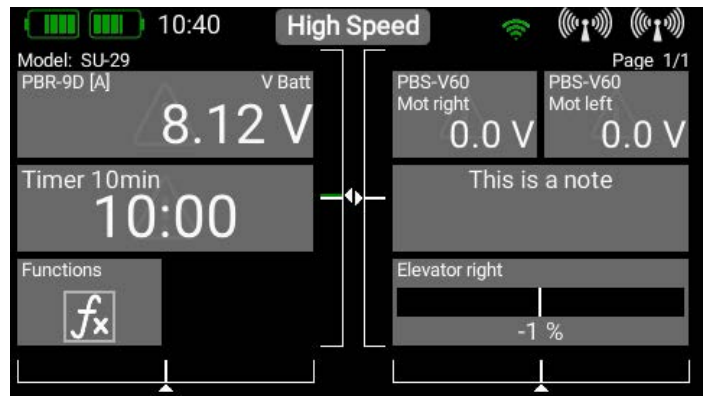 10:40 High Speed
Model: SU-29 Page 1/1
PBR-9D [A] V Batt
8.12 V
PBS-V60
Mot right
0.0 V
PBS-V60
Mot left
0.0 V
Timer 10min
10:00
This is a note
Functions
fx
Elevator right
-1 %